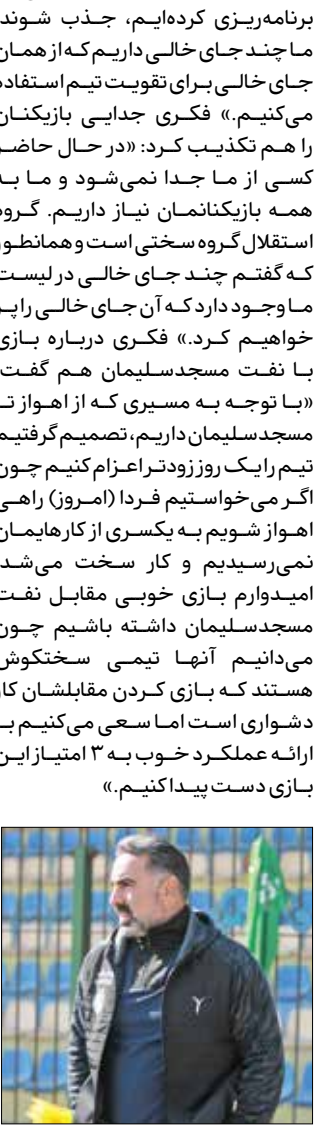 برنامه‌ریزی کرده‌ایم، جذب شوند.
ما چند جای خالی داریم که از همان
جای خالی برای تقویت تیم استفاده
می‌کنیم.» فکری جدایی بازیکنان
را هم تکذیب کرد: «در حال حاضر
کسی از ما جدا نمی‌شود و ما به
همه بازیکنانمان نیاز داریم. گروه
استقلال گروه سختی است و همانطور
که گفتم چند جای خالی در لیست
ما وجود دارد که آن جای خالی را پر
خواهیم کرد.» فکری درباره بازی
با نفت مسجدسلیمان هم گفت:
«با توجه به مسیری که از اهواز تا
مسجدسلیمان داریم، تصمیم گرفتیم
تیم را یک روز زودتر اعزام کنیم چون
اگر می‌خواستیم فردا (امروز) راهی
اهواز شویم به یکسری از کارهایمان
نمی‌رسیدیم و کار سخت می‌شد.
امیدوارم بازی خوبی مقابل نفت
مسجدسلیمان داشته باشیم چون
می‌دانیم آنها تیمی سختکوش
هستند که بازی کردن مقابلشان کار
دشواری است اما سعی می‌کنیم با
ارائه عملکرد خوب به ۳ امتیاز این
بازی دست پیدا کنیم.»